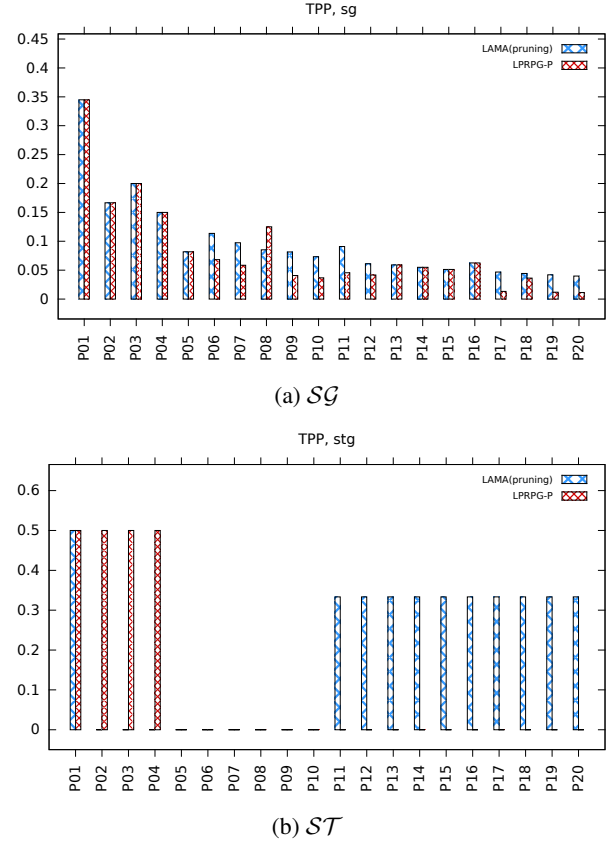 TPP, sg
0.45
0.4
0.35
0.3
0.25
0.2
0.15
0.1
0.05
0
LAMA(pruning)
LPRPG-P
P01 P02 P03 P04 P05 P06 P07 P08 P09 P10 P11 P12 P13 P14 P15 P16 P17 P18 P19 P20
(a) SG
TPP, stg
0.6
0.5
0.4
0.3
0.2
0.1
0
LAMA(pruning)
LPRPG-P
P01 P02 P03 P04 P05 P06 P07 P08 P09 P10 P11 P12 P13 P14 P15 P16 P17 P18 P19 P20
(b) ST